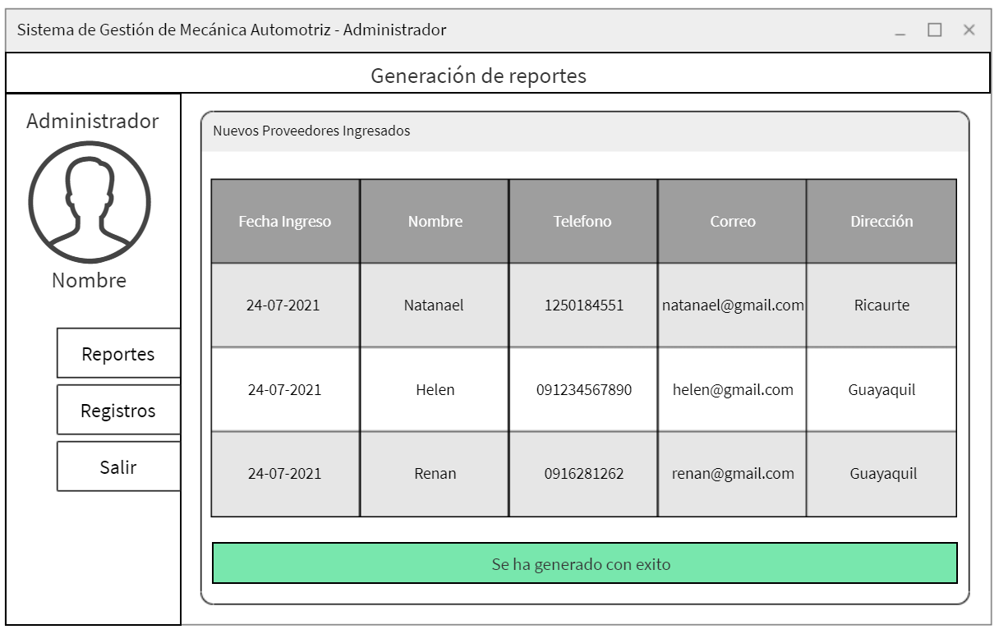 Sistema de Gestión de Mecánica Automotriz - Administrador
Generación de reportes
Administrador
Nombre
Reportes
Registros
Salir
Nuevos Proveedores Ingresados
Fecha Ingreso Nombre Telefono Correo Dirección
24-07-2021 Natanael 1250184551 natanael@gmail.com Ricaurte
24-07-2021 Helen 091234567890 helen@gmail.com Guayaquil
24-07-2021 Renan 0916281262 renan@gmail.com Guayaquil
Se ha generado con exito